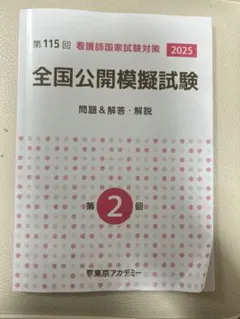 第115回 看護師国家試験対策 2025
全国公開模擬試験
問題&解答・解説
第2回
東京アカデミー